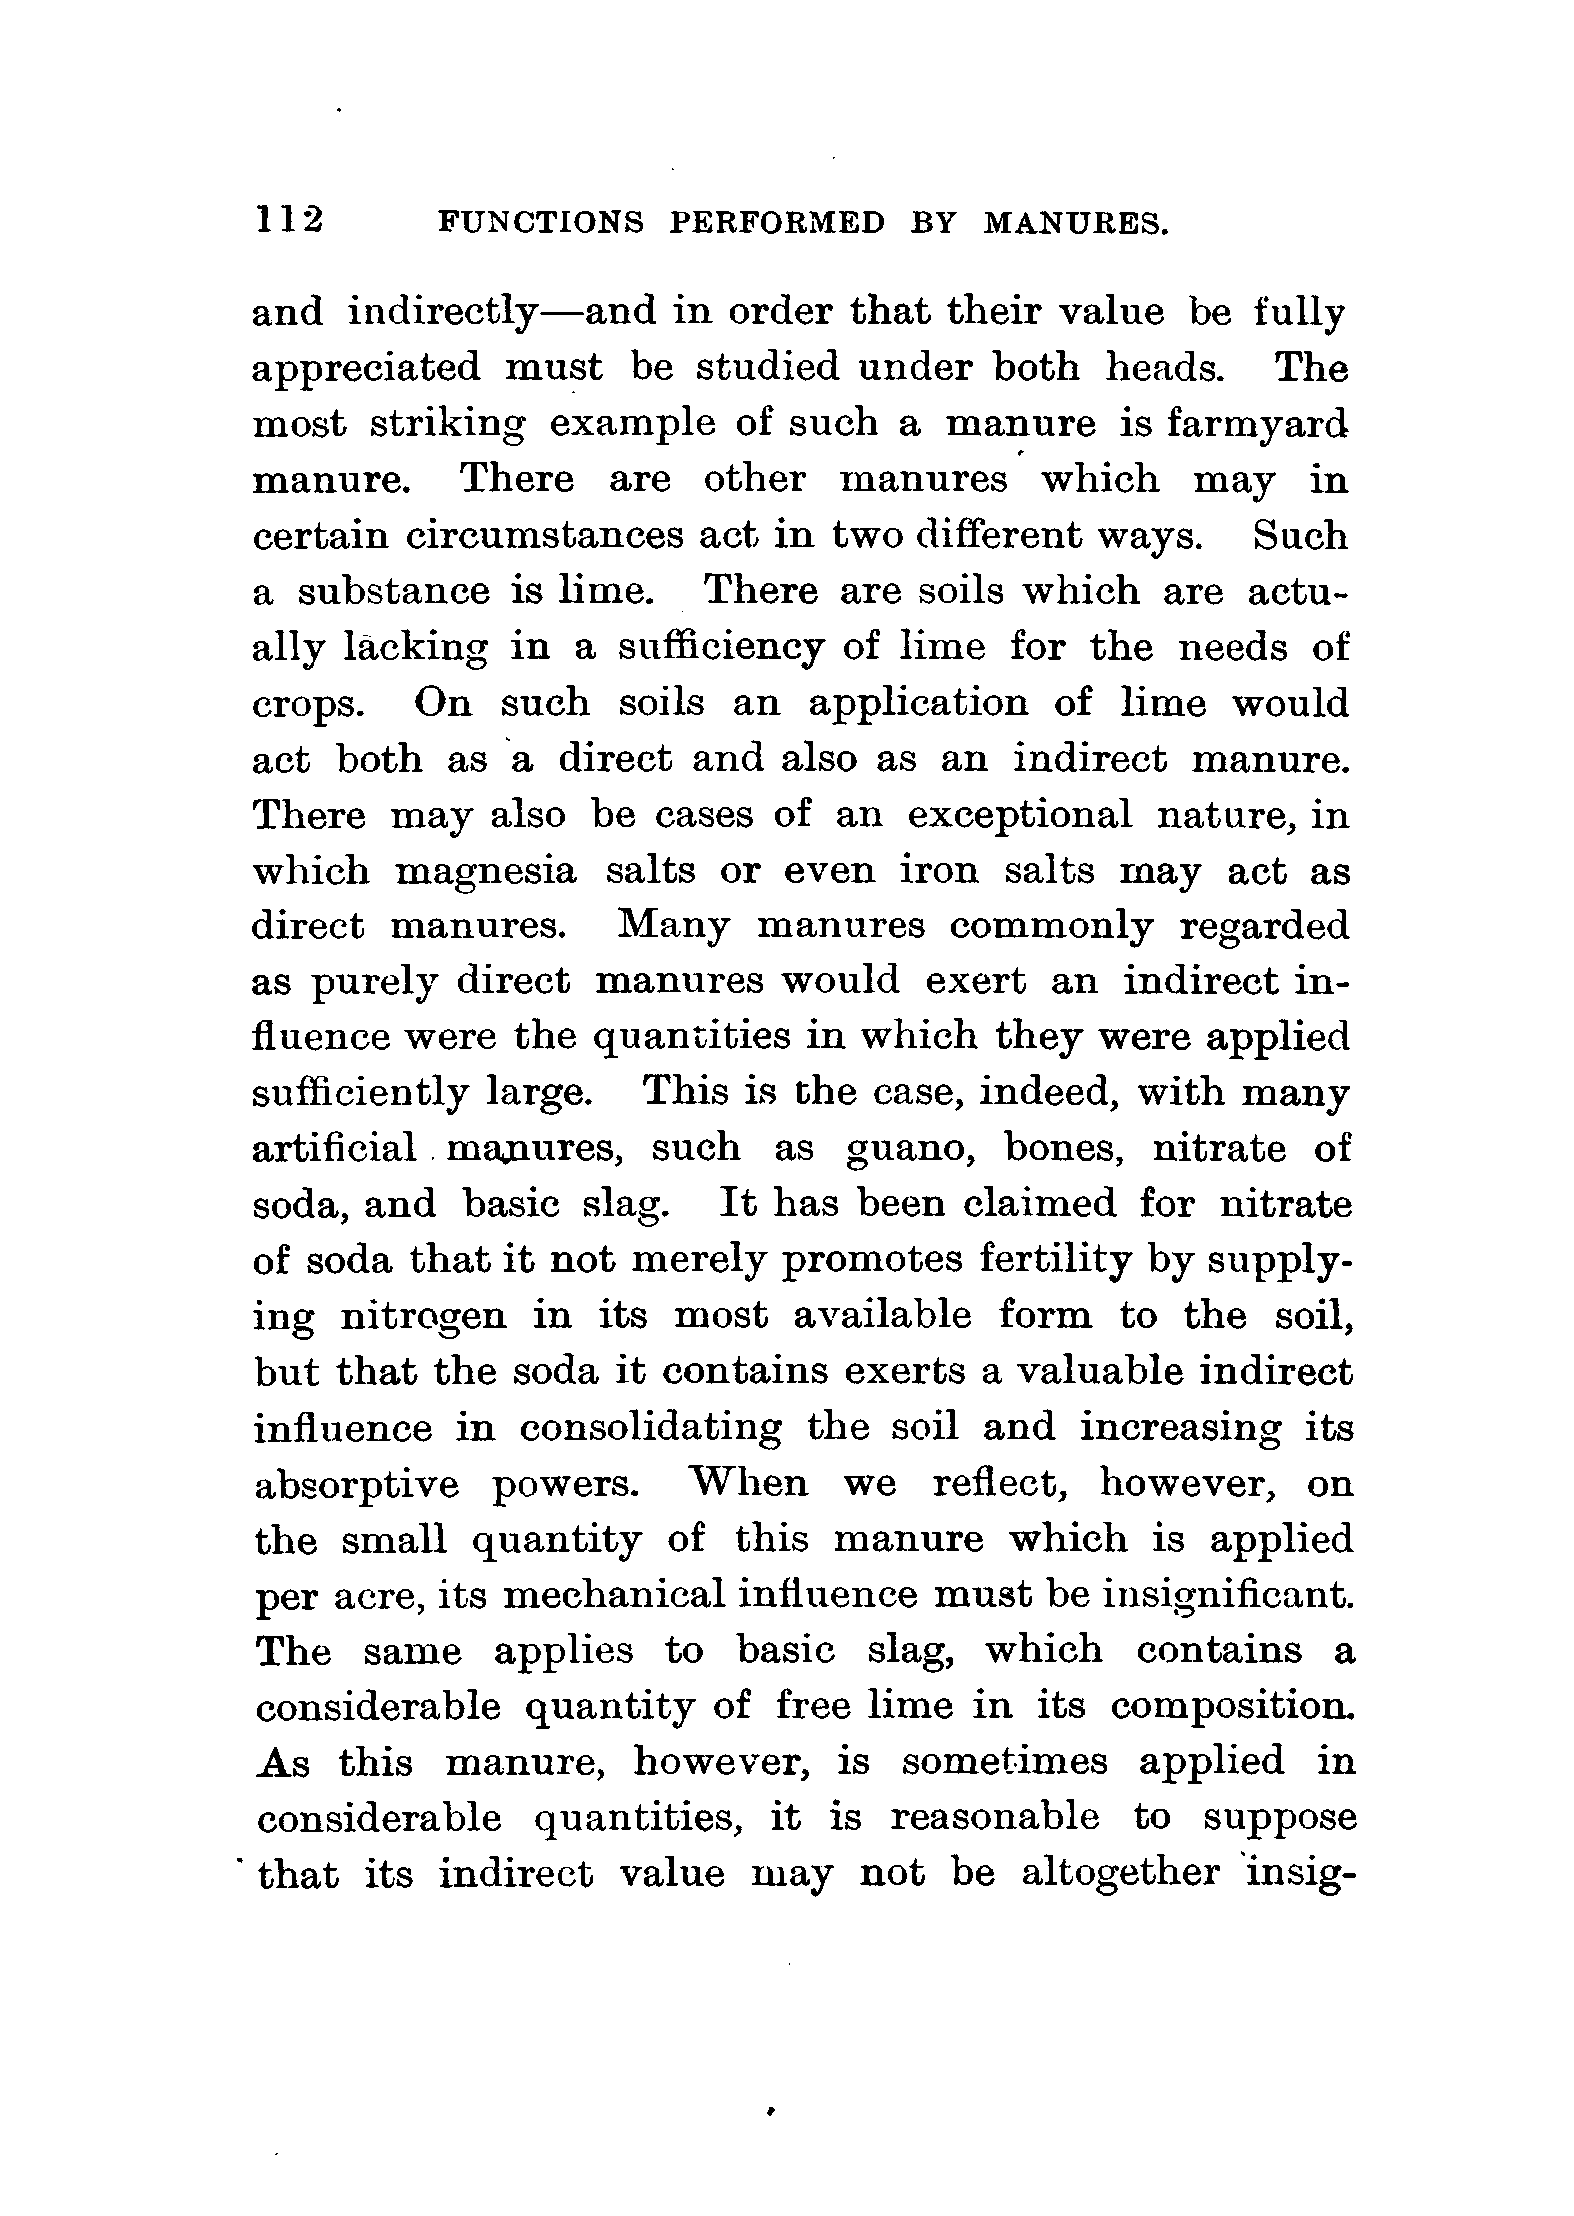 112 FUNCTIONS PERFORMED BY MANURES.
and indirectly—and in order that their value be fully
appreciated must be studied under both heads. The
most striking example of such a manure is farmyard
manure. There are other manures which may in
certain circumstances act in two different ways. Such
a substance is lime. There are soils which are actu-
ally lacking in a sufficiency of lime for the needs of
crops. On such soils an application of lime would
act both as a direct and also as an indirect manure.
There may also be cases of an exceptional nature, in
which magnesia salts or even iron salts may act as
direct manures. Many manures commonly regarded
as purely direct manures would exert an indirect in-
fluence were the quantities in which they were applied
sufficiently large. This is the case, indeed, with many
artificial manures, such as guano, bones, nitrate of
soda, and basic slag. It has been claimed for nitrate
of soda that it not merely promotes fertility by supply-
ing nitrogen in its most available form to the soil,
but that the soda it contains exerts a valuable indirect
influence in consolidating the soil and increasing its
absorptive powers. When we reflect, however, on
the small quantity of this manure which is applied
per acre, its mechanical influence must be insignificant.
The same applies to basic slag, which contains a
considerable quantity of free lime in its composition.
As this manure, however, is sometimes applied in
considerable quantities, it is reasonable to suppose
that its indirect value may not be altogether insig-